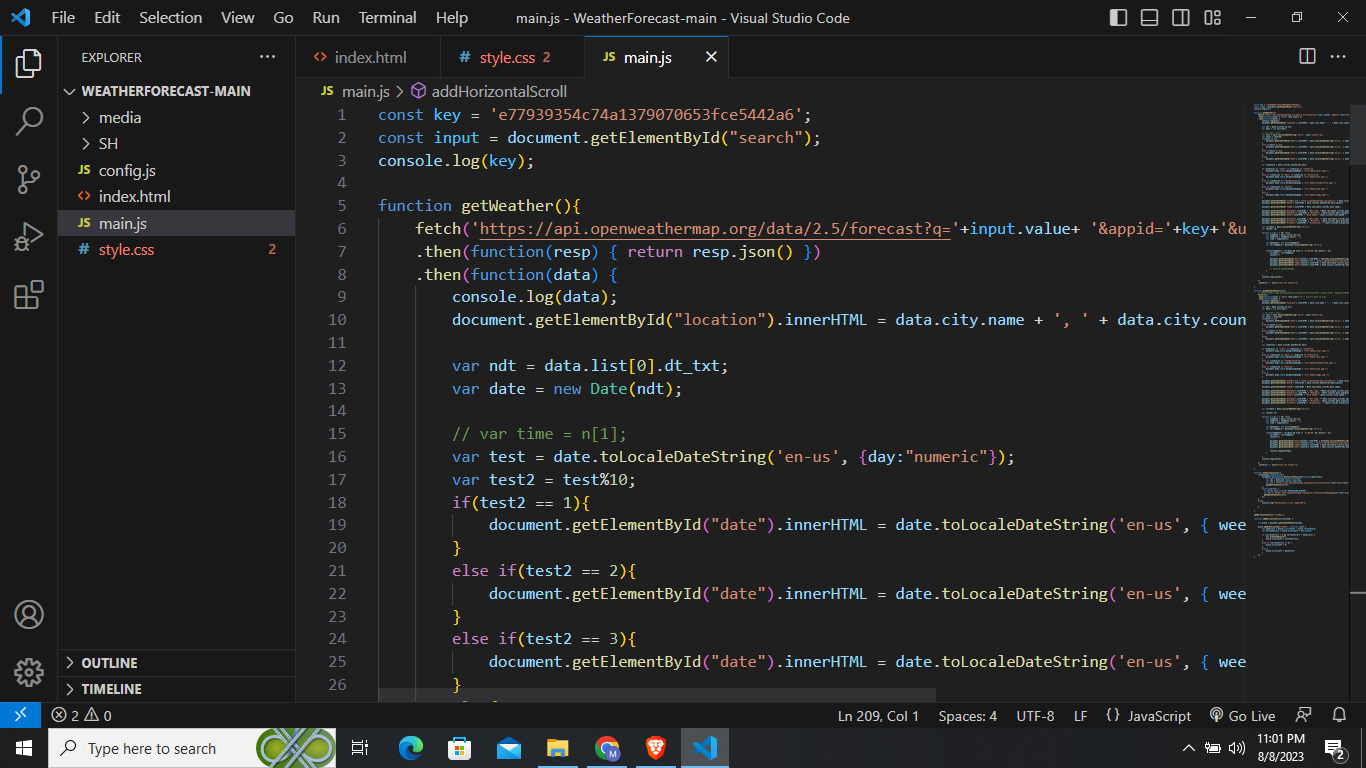 File Edit Selection View Go Run Terminal Help main.js - WeatherForecast-main - Visual Studio Code
EXPLORER
WEATHERFORECAST-MAIN
media
SH
JS config.js
<> index.html
JS main.js
# style.css 2
OUTLINE
TIMELINE
<> index.html # style.css 2 JS main.js
JS main.js > addHorizontalScroll
1 const key = 'e77939354c74a1379070653fce5442a6';
2 const input = document.getElementById("search");
3 console.log(key);
4
5 function getWeather(){
6 fetch('https://api.openweathermap.org/data/2.5/forecast?q='+input.value+ '&appid='+key+'&u
7 .then(function(resp) { return resp.json() })
8 .then(function(data) {
9 console.log(data);
10 document.getElementById("location").innerHTML = data.city.name + ', ' + data.city.coun
11
12 var ndt = data.list[0].dt_txt;
13 var date = new Date(ndt);
14
15 // var time = n[1];
16 var test = date.toLocaleDateString('en-us', {day:"numeric"});
17 var test2 = test%10;
18 if(test2 == 1){
19 document.getElementById("date").innerHTML = date.toLocaleDateString('en-us', { wee
20 }
21 else if(test2 == 2){
22 document.getElementById("date").innerHTML = date.toLocaleDateString('en-us', { wee
23 }
24 else if(test2 == 3){
25 document.getElementById("date").innerHTML = date.toLocaleDateString('en-us', { wee
26 }
2 0 Ln 209, Col 1 Spaces: 4 UTF-8 LF {} JavaScript Go Live
Type here to search
M
11:01 PM
8/8/2023
2